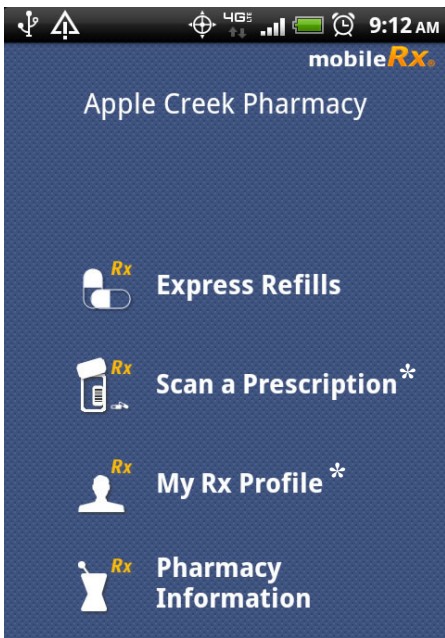 4G
9:12 AM
mobileRx®
Apple Creek Pharmacy
Rx
Express Refills
Rx
Scan a Prescription*
Rx
My Rx Profile *
Rx
Pharmacy
Information